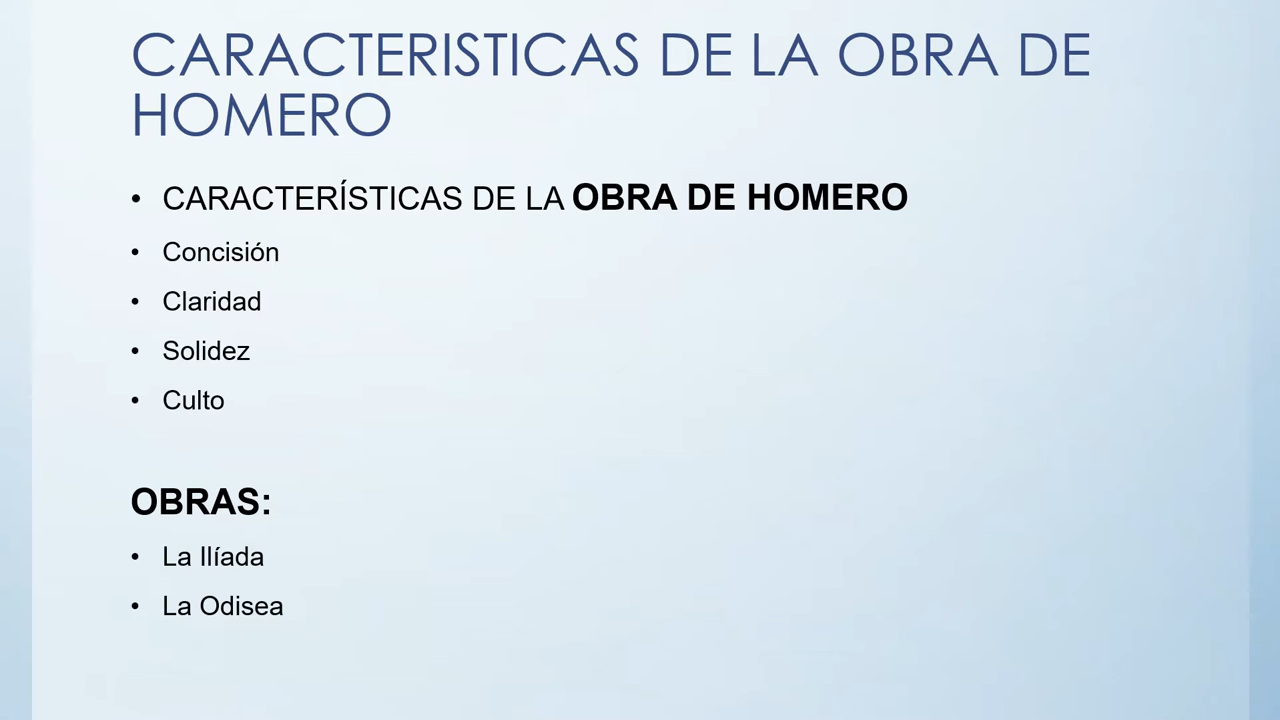 CARACTERISTICAS DE LA OBRA DE
HOMERO
• CARACTERÍSTICAS DE LA OBRA DE HOMERO
• Concisión
• Claridad
• Solidez
• Culto
OBRAS:
• La Ilíada
• La Odisea